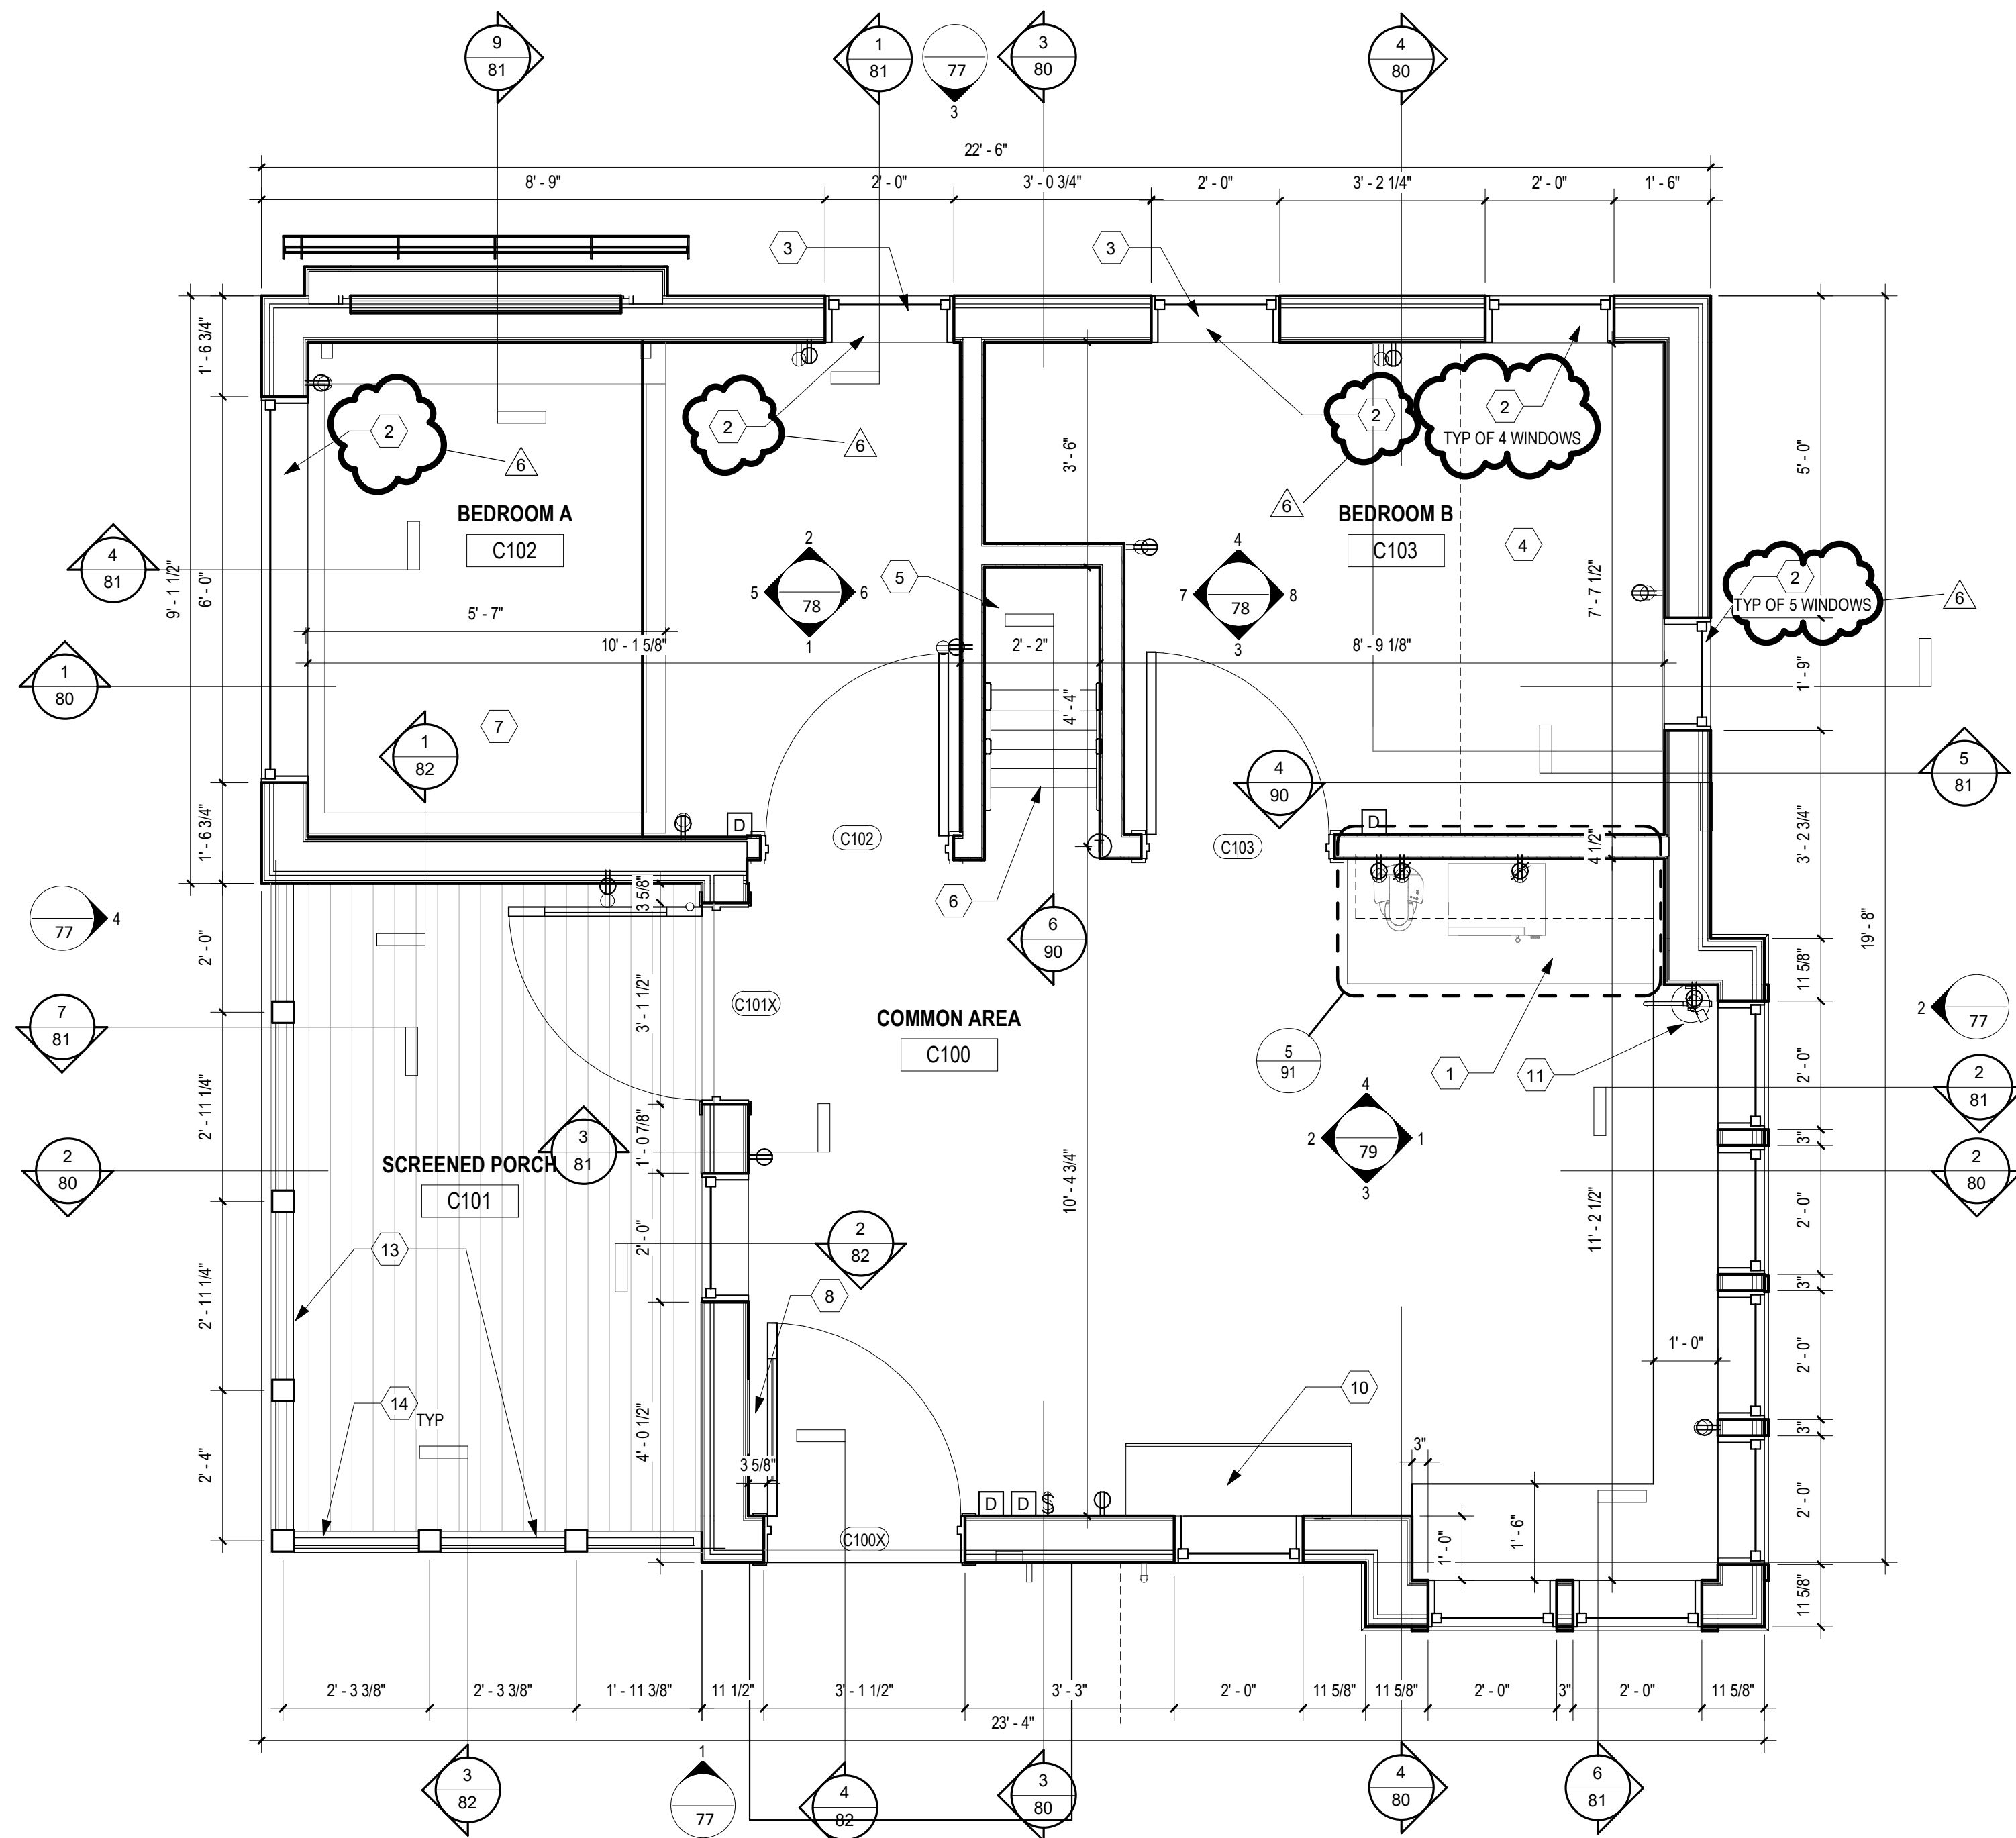 9
81
1
81
77
3
3
80
4
80
22' - 6"
8' - 9"
2' - 0"
3' - 0 3/4"
2' - 0"
3' - 2 1/4"
2' - 0"
1' - 6"
3
3
1' - 6 3/4"
2
6
2
6
2
6
2
TYP OF 4 WINDOWS
3' - 6"
5' - 0"
BEDROOM A
C102
BEDROOM B
C103
4
4
81
9' - 1 1/2"
6' - 0"
2
5
78
6
1
5
4
7
78
8
3
7' - 7 1/2"
2
TYP OF 5 WINDOWS
6
5' - 7"
10' - 1 5/8"
2' - 2"
8' - 9 1/8"
1' - 9"
1
80
4' - 4"
7
1
82
4
90
5
81
1' - 6 3/4"
D
C102
C103
D
4 1/2"
3' - 2 3/4"
77
4
3 5/8"
6
6
90
19' - 8"
2' - 0"
11 5/8"
C101X
3' - 1 1/2"
COMMON AREA
C100
2
77
7
81
5
91
1
11
2' - 0"
2
81
2' - 11 1/4"
3
81
1' - 0 7/8"
4
2
79
1
3
3"
SCREENED PORCH
C101
2
80
10' - 4 3/4"
2
80
2' - 0"
2
82
11' - 2 1/2"
2' - 0"
13
8
3"
2' - 11 1/4"
1' - 0"
2' - 0"
10
14
TYP
4' - 0 1/2"
3 5/8"
3"
3"
2' - 4"
D
D
$
C100X
1' - 0"
1' - 6"
2' - 0"
11 5/8"
2' - 3 3/8"
2' - 3 3/8"
1' - 11 3/8"
11 1/2"
3' - 1 1/2"
3' - 3"
2' - 0"
11 5/8"
11 5/8"
2' - 0"
3"
2' - 0"
11 5/8"
23' - 4"
3
82
1
77
4
82
3
80
4
80
6
81